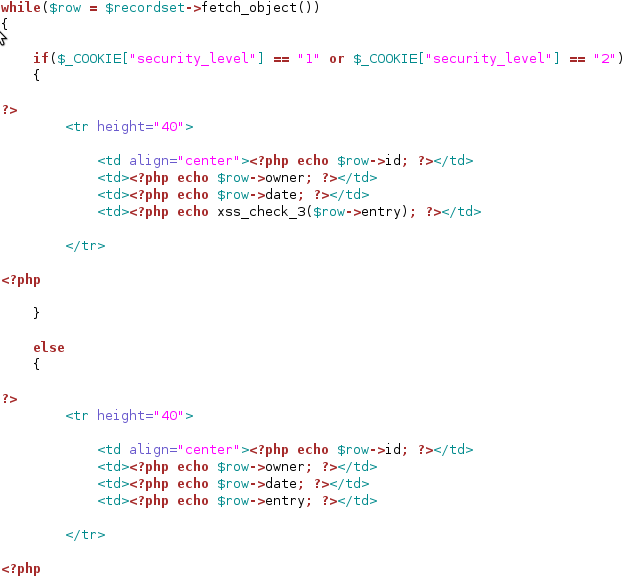 while($row = $recordset->fetch_object())
{
if($_COOKIE["security_level"] == "1" or $_COOKIE["security_level"] == "2")
{
?>
<tr height="40">
<td align="center"><?php echo $row->id; ?></td>
<td><?php echo $row->owner; ?></td>
<td><?php echo $row->date; ?></td>
<td><?php echo xss_check_3($row->entry); ?></td>
</tr>
<?php
}
else
{
?>
<tr height="40">
<td align="center"><?php echo $row->id; ?></td>
<td><?php echo $row->owner; ?></td>
<td><?php echo $row->date; ?></td>
<td><?php echo $row->entry; ?></td>
</tr>
<?php